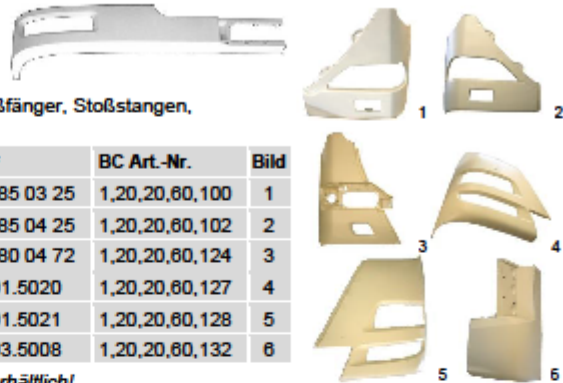 ßfänger, Stoßstangen,
BC Art.-Nr. Bild
85 03 25 1,20,20,60,100 1
85 04 25 1,20,20,60,102 2
80 04 72 1,20,20,60,124 3
01.5020 1,20,20,60,127 4
01.5021 1,20,20,60,128 5
03.5008 1,20,20,60,132 6
rhältlich!
1 2
3 4
5 6